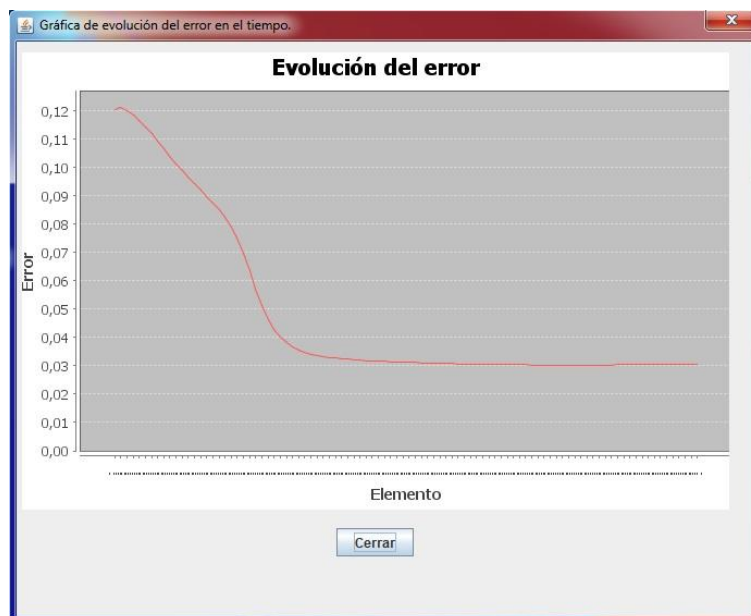 Gráfica de evolución del error en el tiempo.
Evolución del error
0,12
0,11
0,10
0,09
0,08
0,07
0,06
0,05
0,04
0,03
0,02
0,01
0,00
Error
Elemento
Cerrar